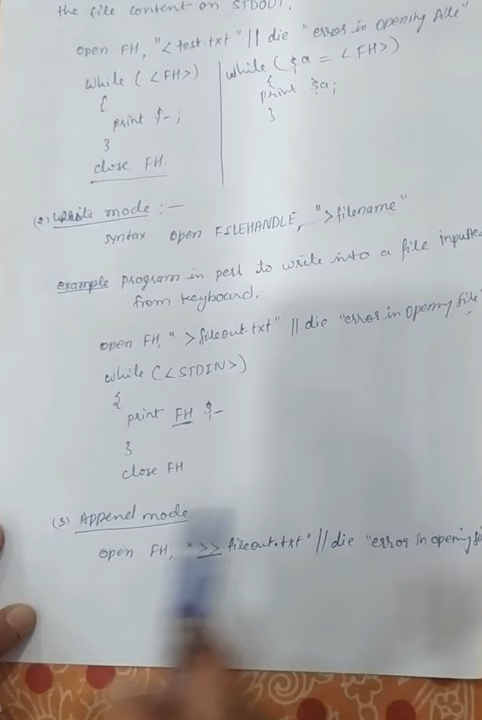 the file content on STDOUT.
open FH, "< test.txt" || die "error in opening file"
while ( <FH>)
{
print $_ ;
}
close FH
while ( $a = <FH>)
{
print $a;
}
(2) Write mode :-
syntax open FILEHANDLE, ">filename"
example program in perl to write into a file inputted
from keyboard.
open FH, " >fileout.txt" || die "error in opening file"
while (<STDIN>)
{
print FH $_
}
close FH
(3) Append mode
open FH, ">> fileout.txt" || die "error in opening